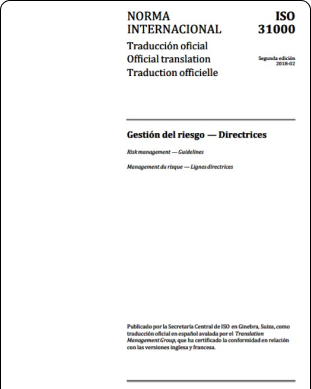 NORMA
INTERNACIONAL
ISO
31000
Traducción oficial
Official translation
Traduction officielle
Segunda edición
2018-02
Gestión del riesgo — Directrices
Risk management — Guidelines
Management du risque — Lignes directrices
Publicado por la Secretaría Central de ISO en Ginebra, Suiza, como
traducción oficial en español avalada por el Translation
Management Group, que ha certificado la conformidad en relación
con las versiones inglesa y francesa.